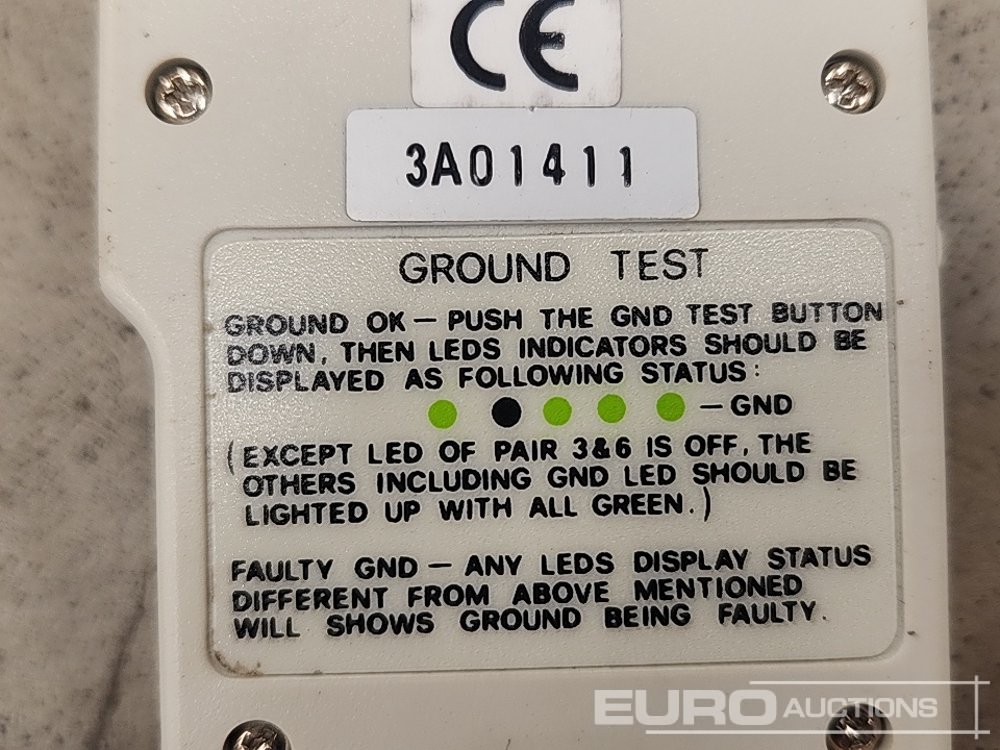 CE
3A01411
GROUND TEST
GROUND OK — PUSH THE GND TEST BUTTON
DOWN, THEN LEDS INDICATORS SHOULD BE
DISPLAYED AS FOLLOWING STATUS:
— GND
(EXCEPT LED OF PAIR 3&6 IS OFF, THE
OTHERS INCLUDING GND LED SHOULD BE
LIGHTED UP WITH ALL GREEN.)
FAULTY GND — ANY LEDS DISPLAY STATUS
DIFFERENT FROM ABOVE MENTIONED
WILL SHOWS GROUND BEING FAULTY.
EURO AUCTIONS